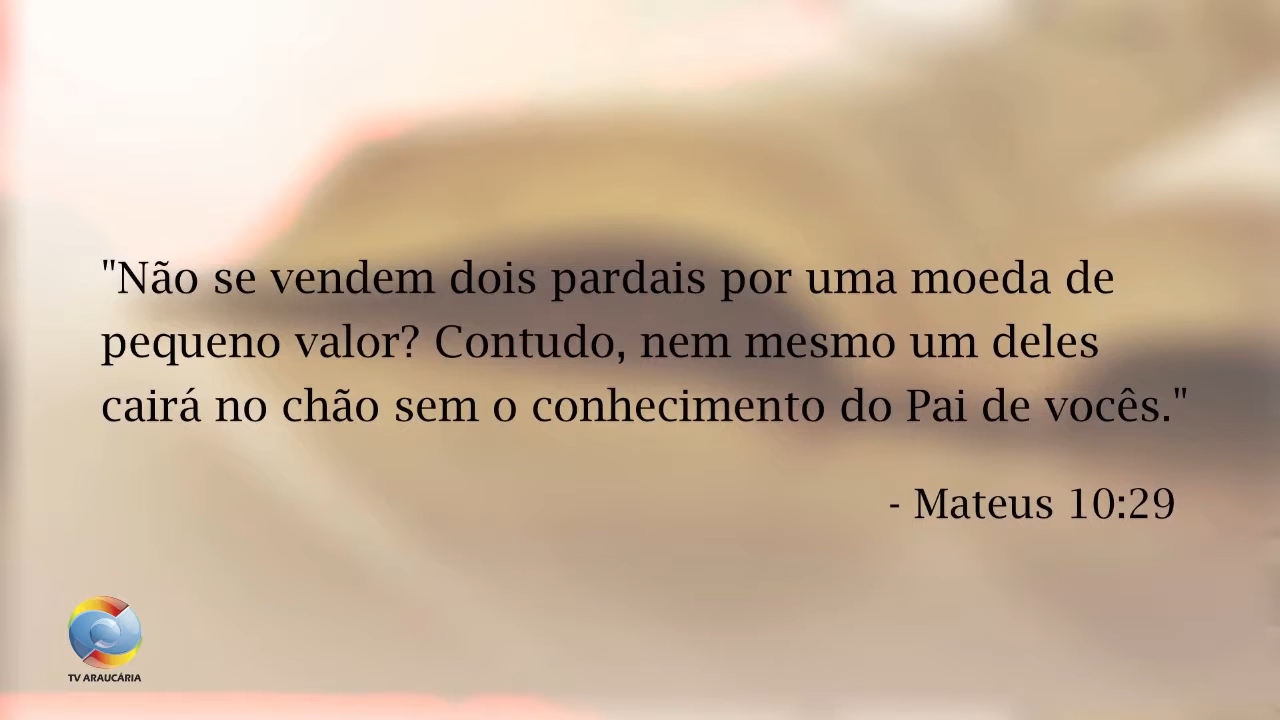 "Não se vendem dois pardais por uma moeda de
pequeno valor? Contudo, nem mesmo um deles
cairá no chão sem o conhecimento do Pai de vocês."
- Mateus 10:29
TV ARAUCÁRIA